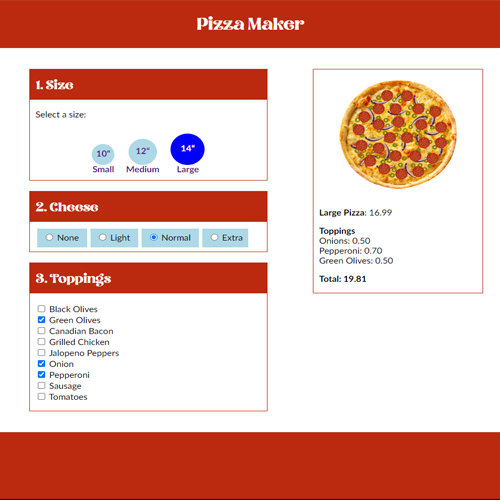 Pizza Maker
1. Size
Select a size:
10"
12"
14"
Small
Medium
Large
2. Cheese
None
Light
Normal
Extra
3. Toppings
Black Olives
Green Olives
Canadian Bacon
Grilled Chicken
Jalopeno Peppers
Onion
Pepperoni
Sausage
Tomatoes
Large Pizza: 16.99
Toppings
Onions: 0.50
Pepperoni: 0.70
Green Olives: 0.50
Total: 19.81